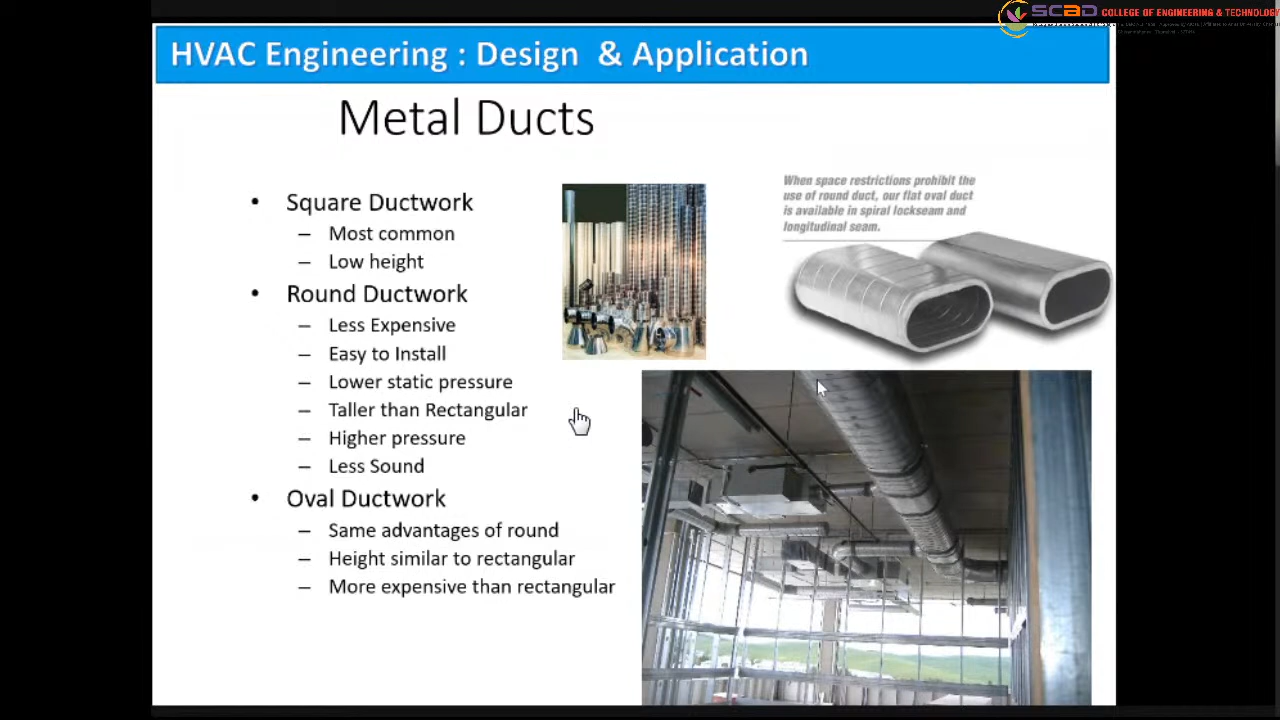 SCAD COLLEGE OF ENGINEERING & TECHNOLOGY
HVAC Engineering : Design & Application
Metal Ducts
• Square Ductwork
– Most common
– Low height
• Round Ductwork
– Less Expensive
– Easy to Install
– Lower static pressure
– Taller than Rectangular
– Higher pressure
– Less Sound
• Oval Ductwork
– Same advantages of round
– Height similar to rectangular
– More expensive than rectangular
When space restrictions prohibit the
use of round duct, our flat oval duct
is available in spiral lockseam and
longitudinal seam.